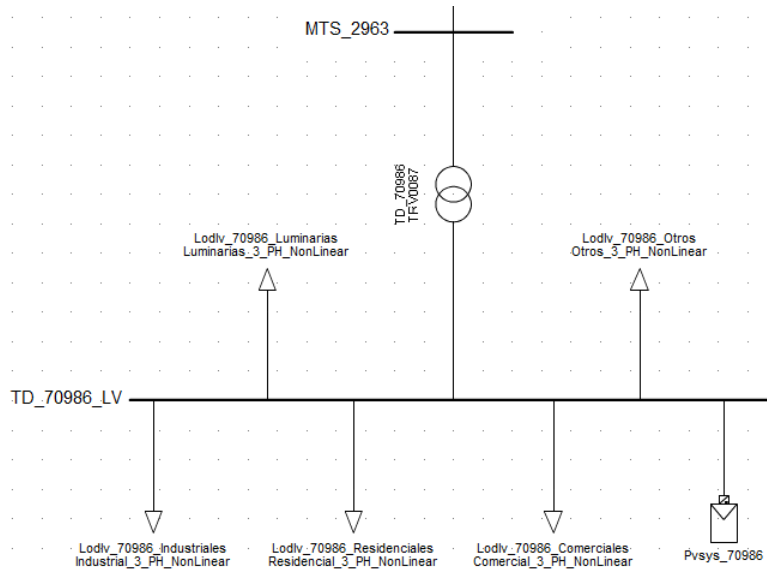 MTS_2963
TD_70986
TRV0087
Lodlv_70986_Luminarias
Luminarias_3_PH_NonLinear
Lodlv_70986_Otros
Otros_3_PH_NonLinear
TD_70986_LV
Lodlv_70986_Industriales
Industrial_3_PH_NonLinear
Lodlv_70986_Residenciales
Residencial_3_PH_NonLinear
Lodlv_70986_Comerciales
Comercial_3_PH_NonLinear
Pvsys_70986